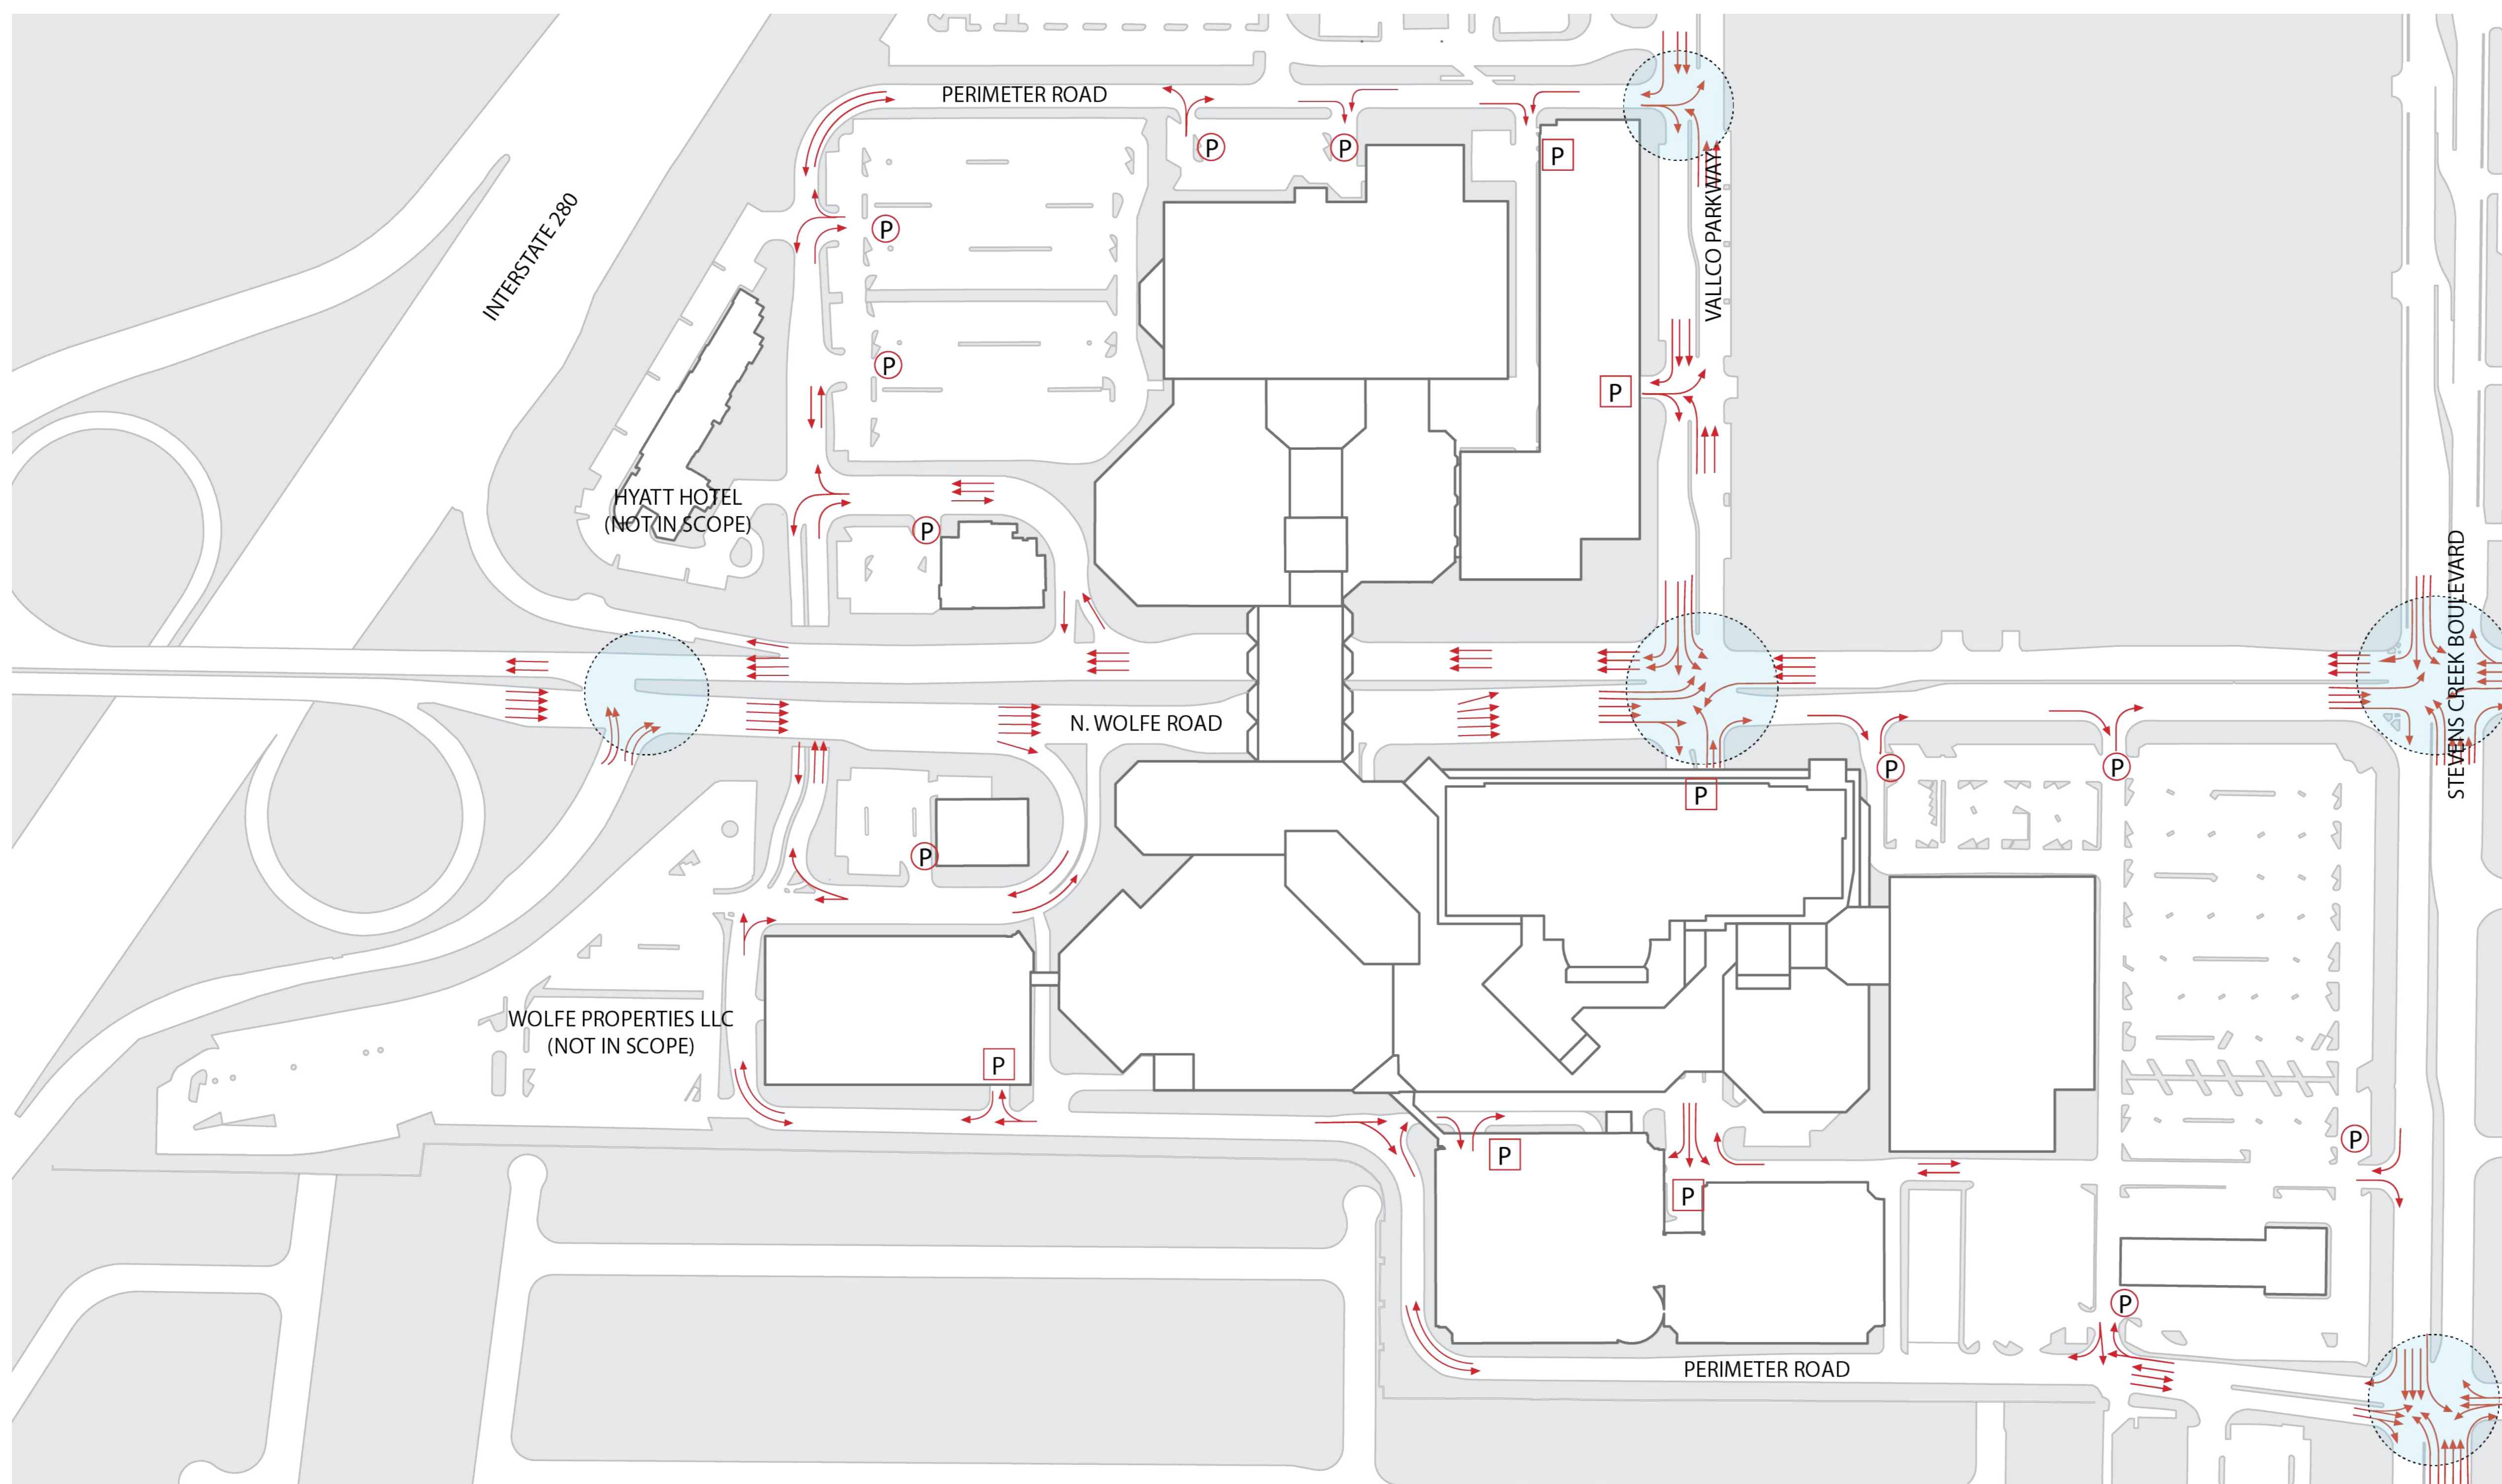 PERIMETER ROAD
P
P
P
VALLCO PARKWAY
INTERSTATE 280
P
P
P
HYATT HOTEL
(NOT IN SCOPE)
P
STEVENS CREEK BOULEVARD
N. WOLFE ROAD
P
P
P
P
WOLFE PROPERTIES LLC
(NOT IN SCOPE)
P
P
P
P
P
PERIMETER ROAD